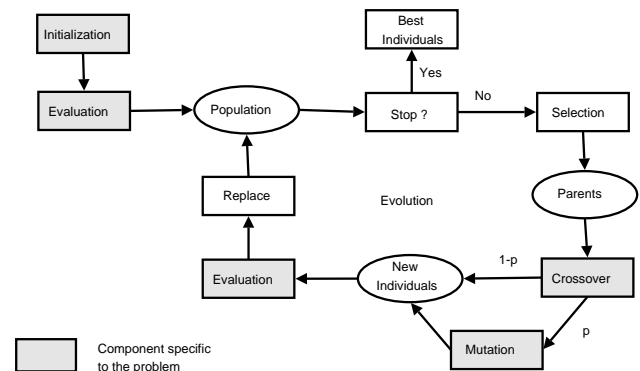 Initialization
Best
Individuals
Yes
Evaluation
Population
Stop ?
No
Selection
Replace
Evolution
Parents
Evaluation
New
Individuals
1-p
Crossover
p
Mutation
Component specific
to the problem